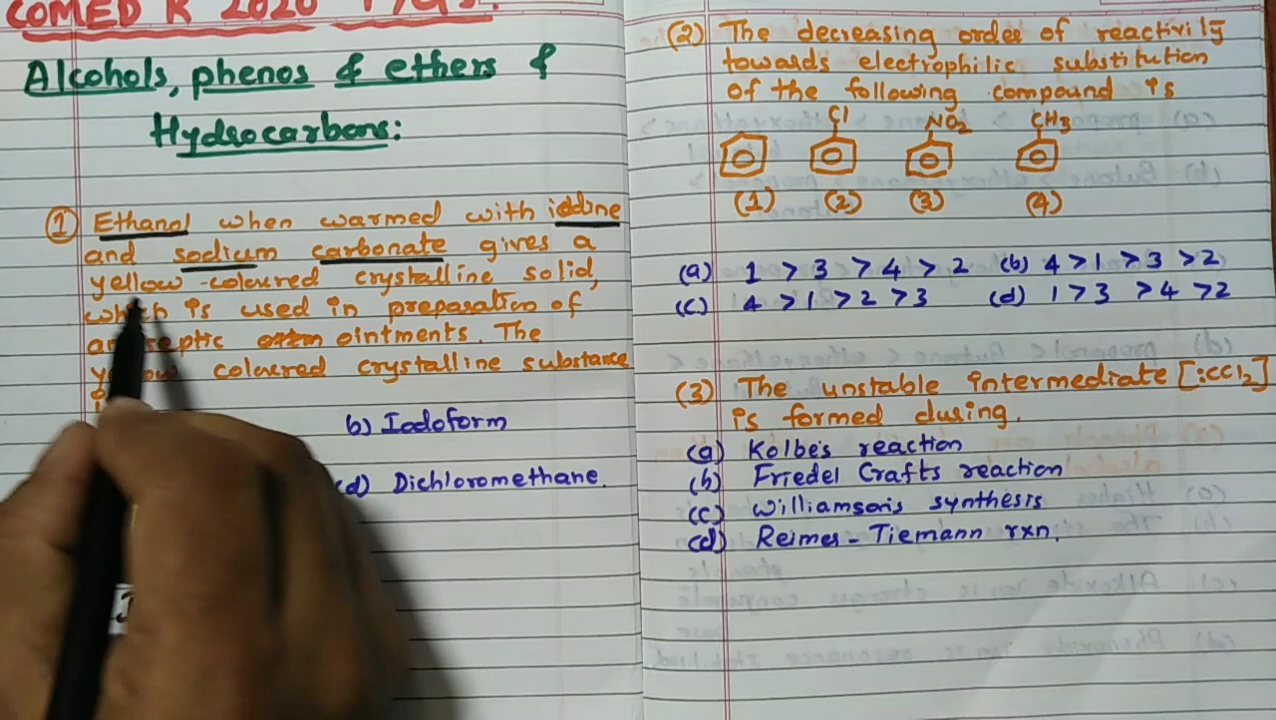 COMED K 2020 PYQs.
Alcohols, phenos & ethers &
Hydrocarbons:
① Ethanol when warmed with iodine
and sodium carbonate gives a
yellow-coloured crystalline solid,
which is used in preparation of
ointments. The
coloured crystalline substance
b) Iodoform
(d) Dichloromethane.
(2) The decreasing order of reactivity
towards electrophilic substitution
of the following compound is
Cl NO2 CH3
(1) (2) (3) (4)
(a) 1 > 3 > 4 > 2 (b) 4 > 1 > 3 > 2
(c) 4 > 1 > 2 > 3 (d) 1 > 3 > 4 > 2
(3) The unstable intermediate [:CCl2]
is formed during.
(a) Kolbe's reaction
(b) Friedel Crafts reaction
(c) Williamson's synthesis
(d) Reimer-Tiemann rxn.